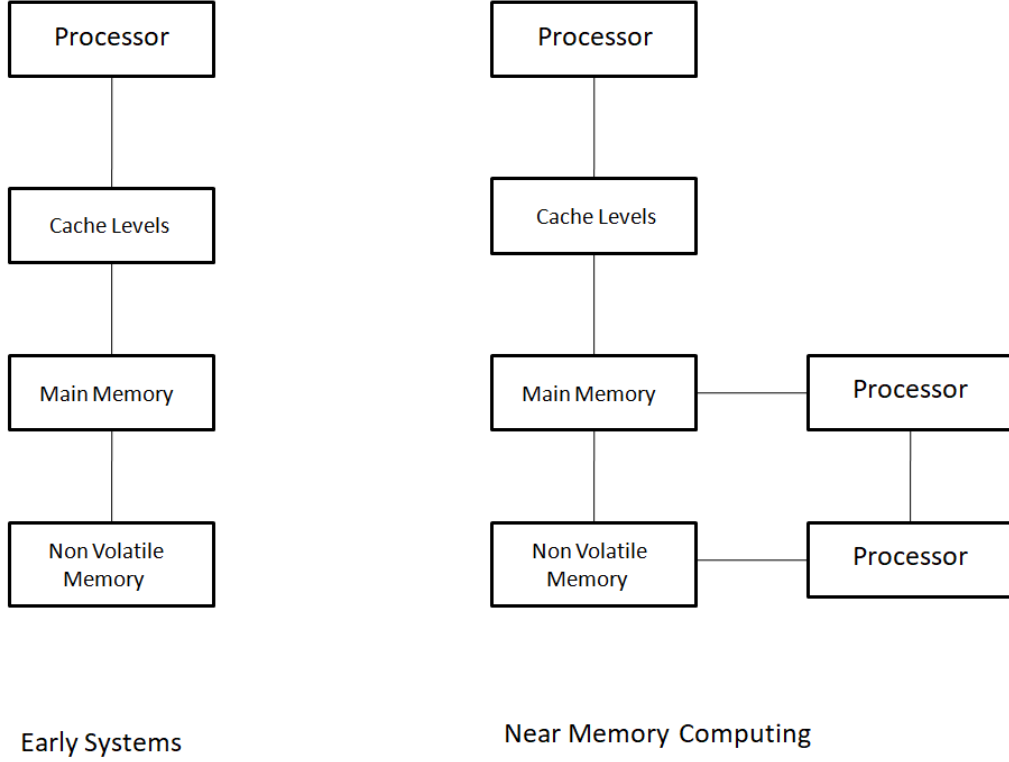 Processor
Cache Levels
Main Memory
Non Volatile
Memory
Early Systems
Processor
Cache Levels
Main Memory
Processor
Non Volatile
Memory
Processor
Near Memory Computing